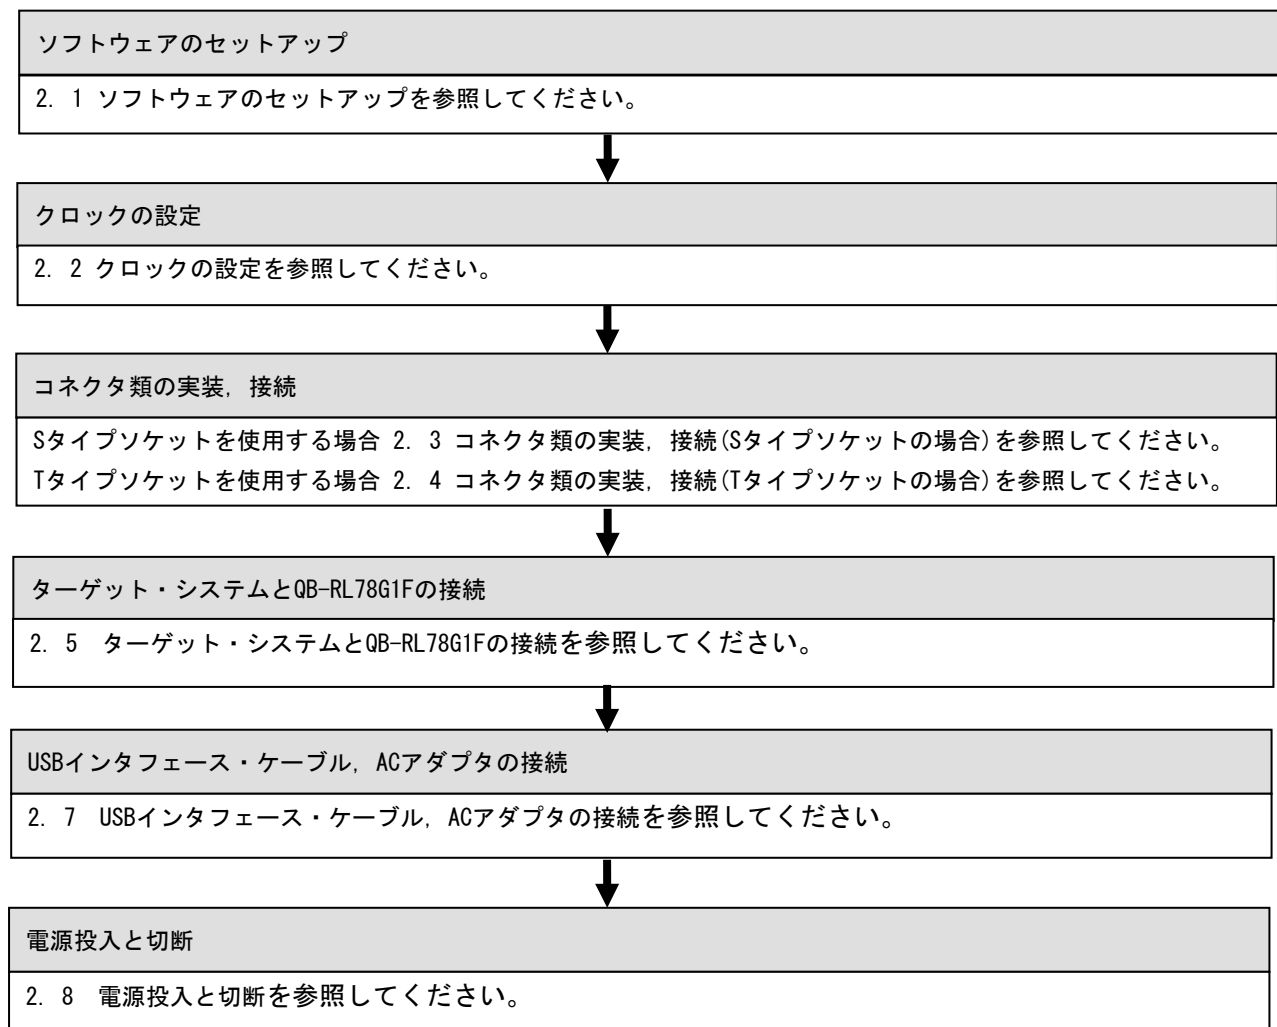 ソフトウェアのセットアップ
2. 1 ソフトウェアのセットアップを参照してください。
クロックの設定
2. 2 クロックの設定を参照してください。
コネクタ類の実装, 接続
Sタイプソケットを使用する場合 2. 3 コネクタ類の実装, 接続(Sタイプソケットの場合)を参照してください。
Tタイプソケットを使用する場合 2. 4 コネクタ類の実装, 接続(Tタイプソケットの場合)を参照してください。
ターゲット・システムとQB-RL78G1Fの接続
2. 5 ターゲット・システムとQB-RL78G1Fの接続を参照してください。
USBインタフェース・ケーブル, ACアダプタの接続
2. 7 USBインタフェース・ケーブル, ACアダプタの接続を参照してください。
電源投入と切断
2. 8 電源投入と切断を参照してください。